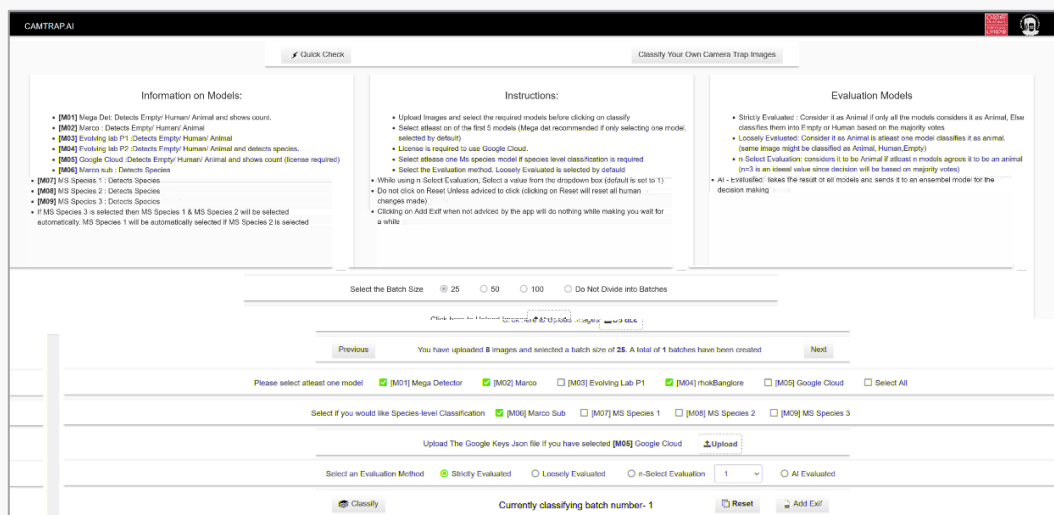 CAMTRAP.AI
Quick Check
Classify Your Own Camera Trap Images
Information on Models:
• [M01] Mega Det: Detects Empty/ Human/ Animal and shows count.
• [M02] Marco : Detects Empty/ Human/ Animal
• [M03] Evolving lab P1 :Detects Empty/ Human/ Animal
• [M04] Evolving lab P2 :Detects Empty/ Human/ Animal and detects species.
• [M05] Google Cloud :Detects Empty/ Human/ Animal and shows count (license required)
• [M06] Marco sub : Detects Species
• [M07] MS Species 1 : Detects Species
• [M08] MS Species 2 : Detects Species
• [M09] MS Species 3 : Detects Species
• If MS Species 3 is selected then MS Species 1 & MS Species 2 will be selected
automatically. MS Species 1 will be automatically selected if MS Species 2 is selected
Instructions:
• Upload Images and select the required models before clicking on classify
• Select atleast on of the first 5 models (Mega det recommended if only selecting one model.
selected by default)
• License is required to use Google Cloud.
• Select atlease one Ms species model if species level classification is required
• Select the Evaluation method, Loosely Evaluated is selected by defauld
• While using n-Select Evaluation, Select a value from the dropdown box (default is set to 1)
• Do not click on Reset Unless adviced to click (clicking on Reset will reset all human
changes made)
• Clilcking on Add Exif when not adviced by the app will do nothing while making you wait for
a while
Evaluation Models
• Strictly Evaluated : Consider it as Animal if only all the models considers it as Animal, Else
classifies them into Empty or Human based on the majority votes
• Loosely Evaluated: Consider it as Animal is atleast one model classifies it as animal.
(same image might be classified as Animal, Human,Empty)
• n-Select Evaluation: considers it to be Animal if atleast n models agrees it to be an animal
(n=3 is an ideseal value since decision will be based on majority votes)
• AI - Evaluated: Takes the result of all models and sends it to an ensembel model for the
decision making
Select the Batch Size 25 50 100 Do Not Divide into Batches
Previous You have uploaded 8 images and selected a batch size of 25. A total of 1 batches have been created Next
Please select atleast one model [M01] Mega Detector [M02] Marco [M03] Evolving Lab P1 [M04] rhokBanglore [M05] Google Cloud Select All
Select if you would like Species-level Classification [M06] Marco Sub [M07] MS Species 1 [M08] MS Species 2 [M09] MS Species 3
Upload The Google Keys Json file if you have selected [M05] Google Cloud Upload
Select an Evaluation Method Strictly Evaluated Loosely Evaluated n-Select Evaluation 1 AI Evaluated
Classify Currently classifying batch number- 1 Reset Add Exif